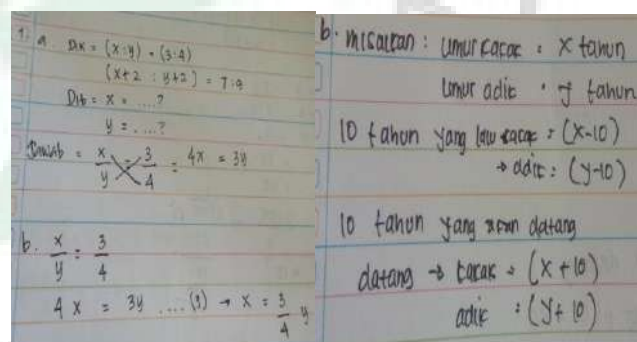 1. a. Dik = (x : y) = (3:4)
(x+2 : y+2) = 7:9
Dit = x = ....?
y = ....?
Jawab = x/y = 3/4 = 4x = 3y
b. x/y = 3/4
4x = 3y .... (1) → x = 3/4 y
b. misalkan : umur kakak = x tahun
umur adik = y tahun
10 tahun yang lalu kakak = (x-10)
→ adik = (y-10)
10 tahun yang akan datang
datang → kakak = (x+10)
adik = (y+10)